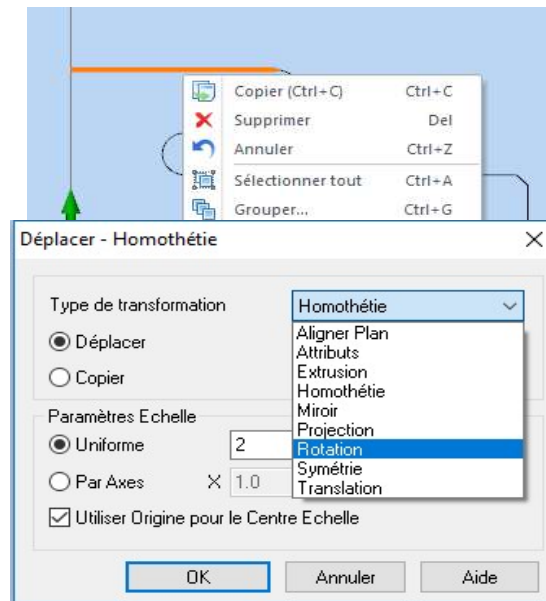 Copier (Ctrl+C) Ctrl+C
Supprimer Del
Annuler Ctrl+Z
Sélectionner tout Ctrl+A
Grouper... Ctrl+G
Déplacer - Homothétie
Type de transformation Homothétie
Aligner Plan
Déplacer Attributs
Extrusion
Copier Homothétie
Miroir
Paramètres Echelle Projection
Uniforme 2 Rotation
Symétrie
Par Axes X 1.0 Translation
Utiliser Origine pour le Centre Echelle
OK Annuler Aide